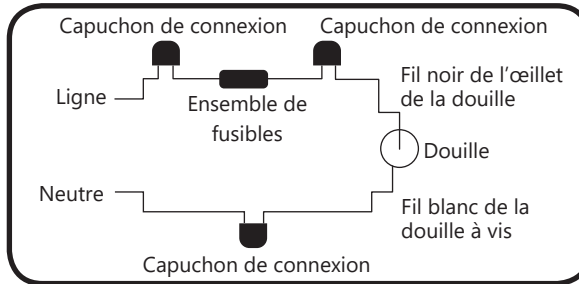 Capuchon de connexion
Capuchon de connexion
Ligne
Ensemble de
fusibles
Fil noir de l’œillet
de la douille
Douille
Neutre
Fil blanc de la
douille à vis
Capuchon de connexion